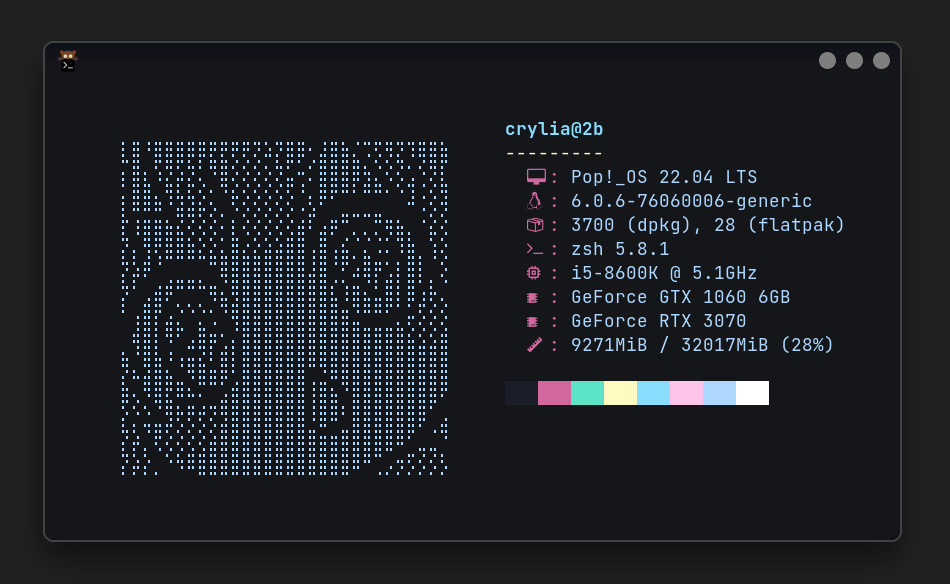 crylia@2b
---------
: Pop!_OS 22.04 LTS
: 6.0.6-76060006-generic
: 3700 (dpkg), 28 (flatpak)
: zsh 5.8.1
: i5-8600K @ 5.1GHz
: GeForce GTX 1060 6GB
: GeForce RTX 3070
: 9271MiB / 32017MiB (28%)